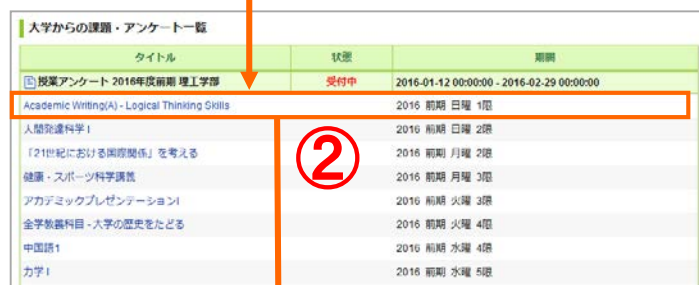 大学からの課題・アンケート一覧
タイトル 状態 期間
授業アンケート 2016年度前期 理工学部 受付中 2016-01-12 00:00:00 - 2016-02-29 00:00:00
Academic Writing(A) - Logical Thinking Skills 2016 前期 日曜 1限
人間発達科学 I 2016 前期 日曜 2限
「21世紀における国際関係」を考える 2016 前期 月曜 2限
②
健康・スポーツ科学講義 2016 前期 月曜 3限
アカデミックプレゼンテーションI 2016 前期 火曜 3限
全学教養科目 - 大学の歴史をたどる 2016 前期 火曜 4限
中国語1 2016 前期 水曜 4限
力学 I 2016 前期 水曜 5限